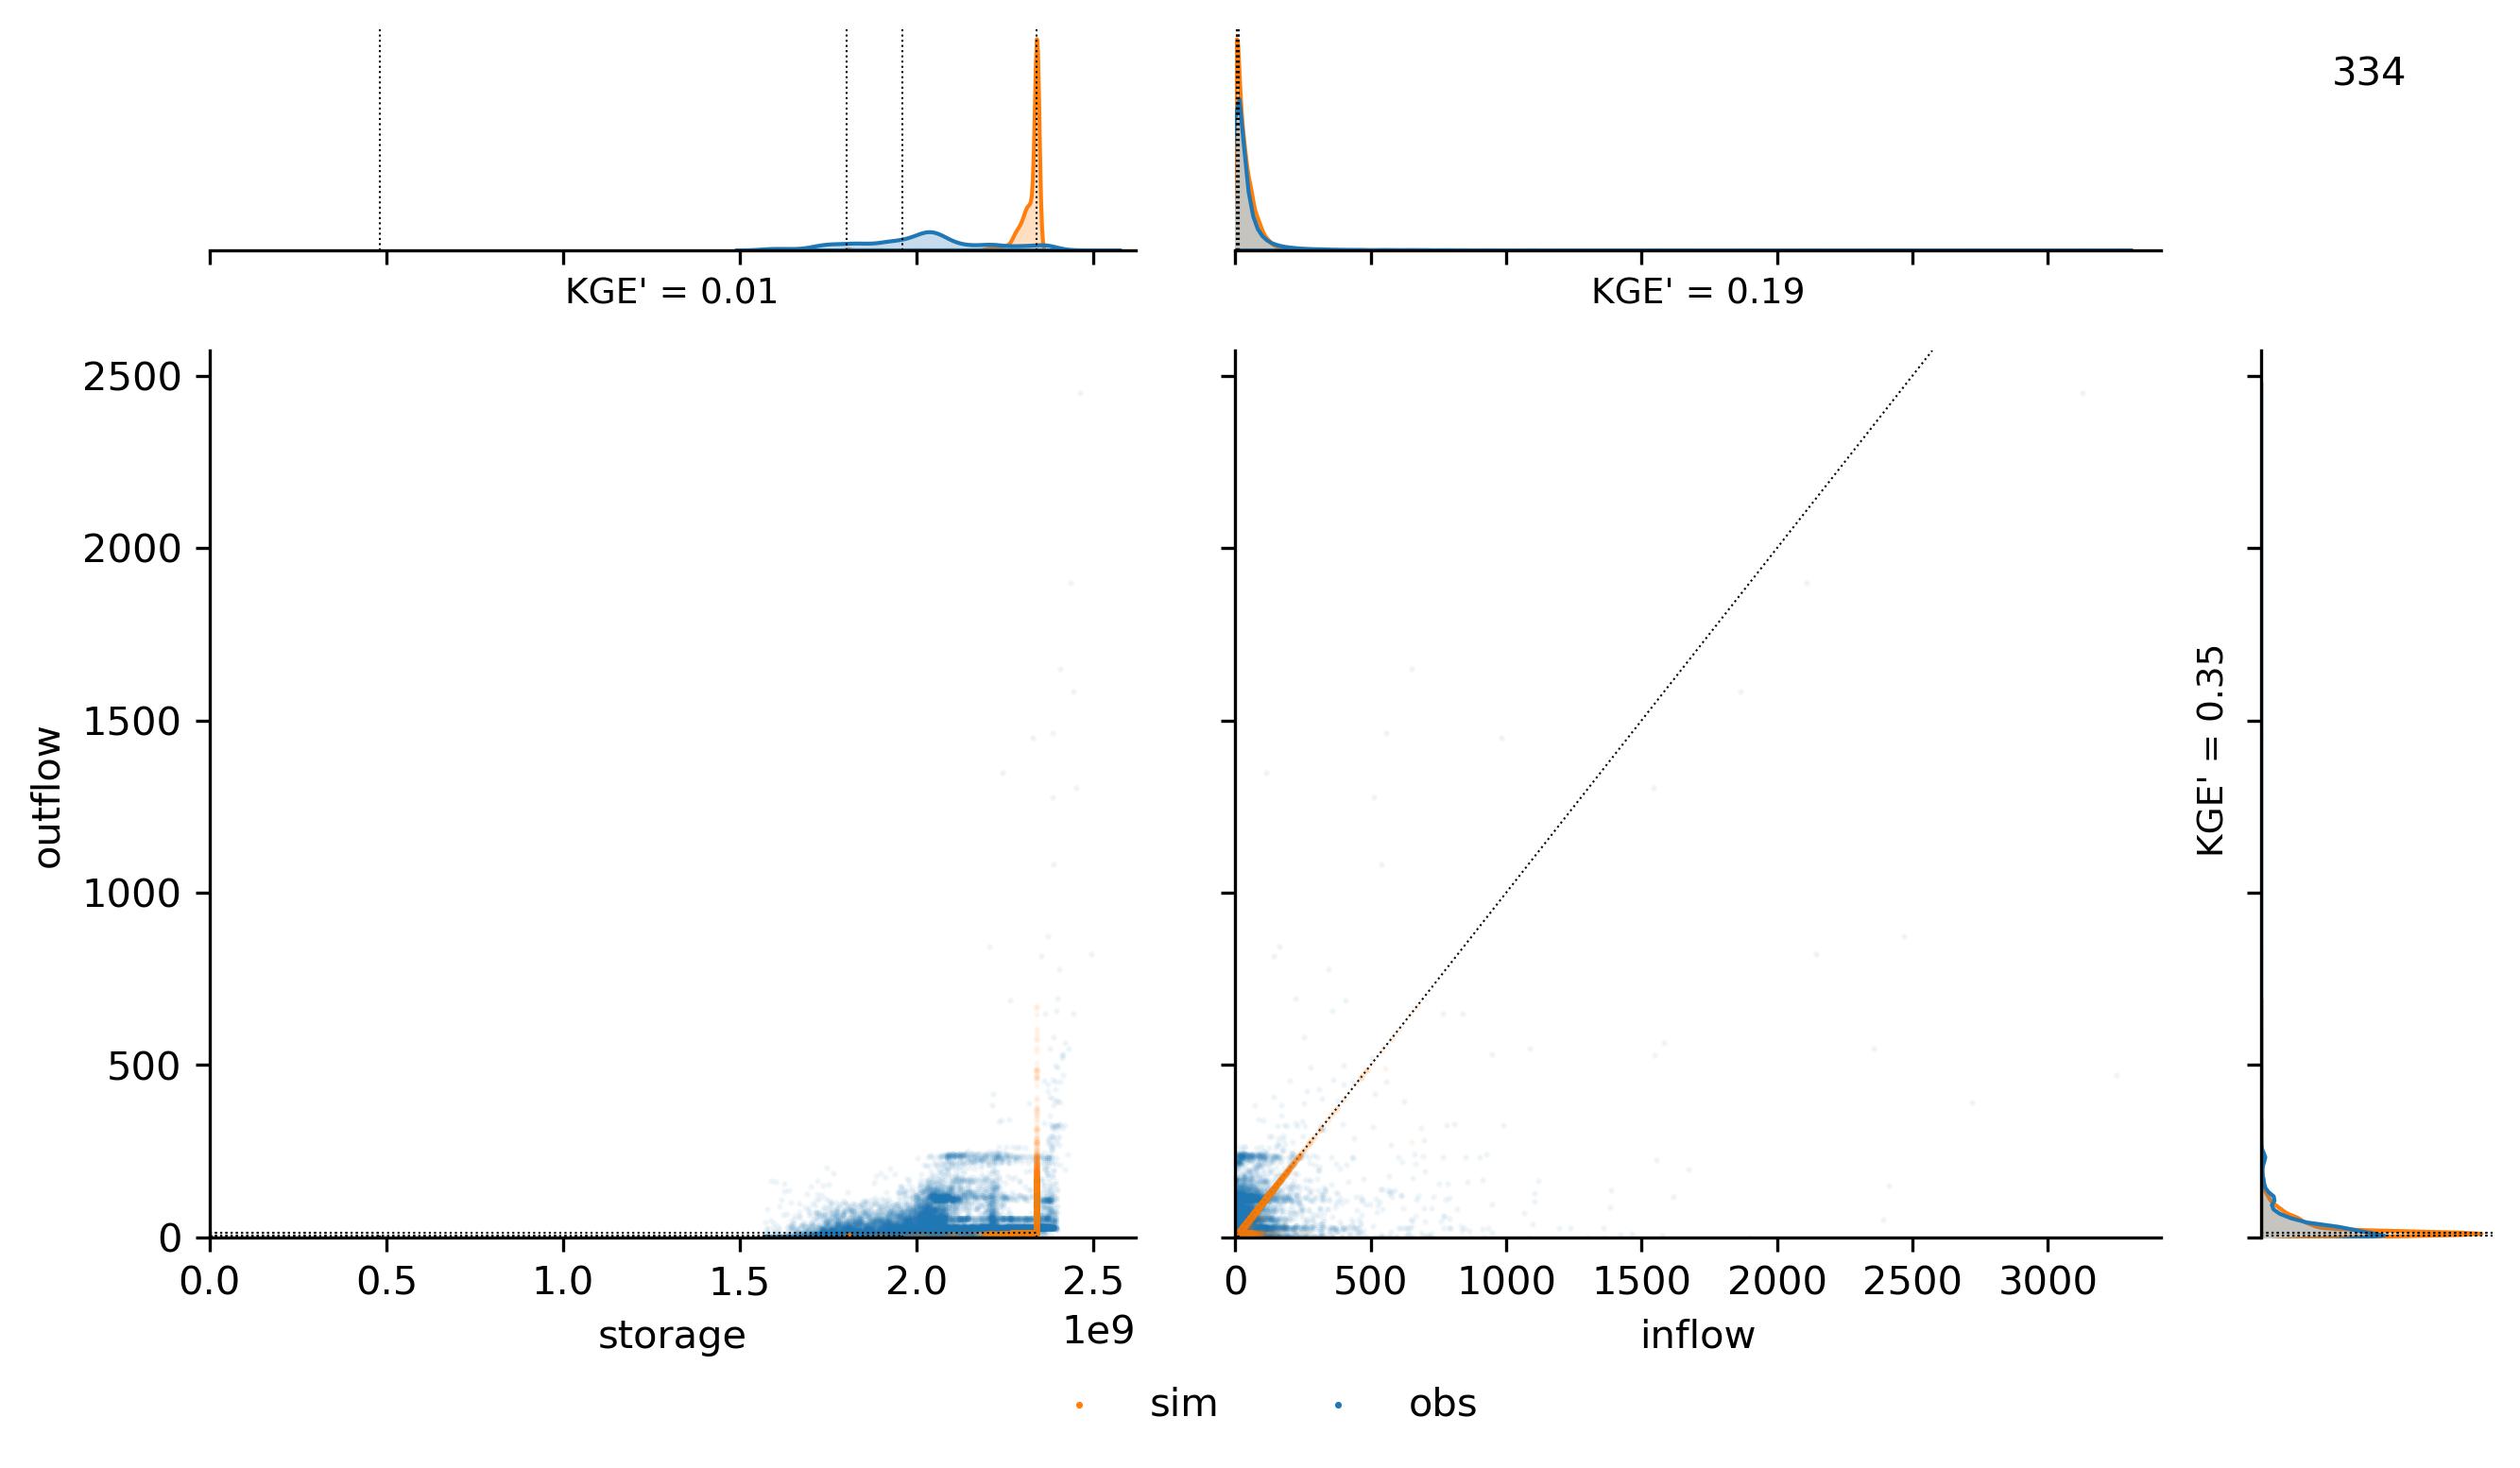 334
KGE' = 0.01
KGE' = 0.19
2500
2000
1500
1000
500
0
outflow
KGE' = 0.35
0.0 0.5 1.0 1.5 2.0 2.5
1e9
storage
0 500 1000 1500 2000 2500 3000
inflow
sim obs